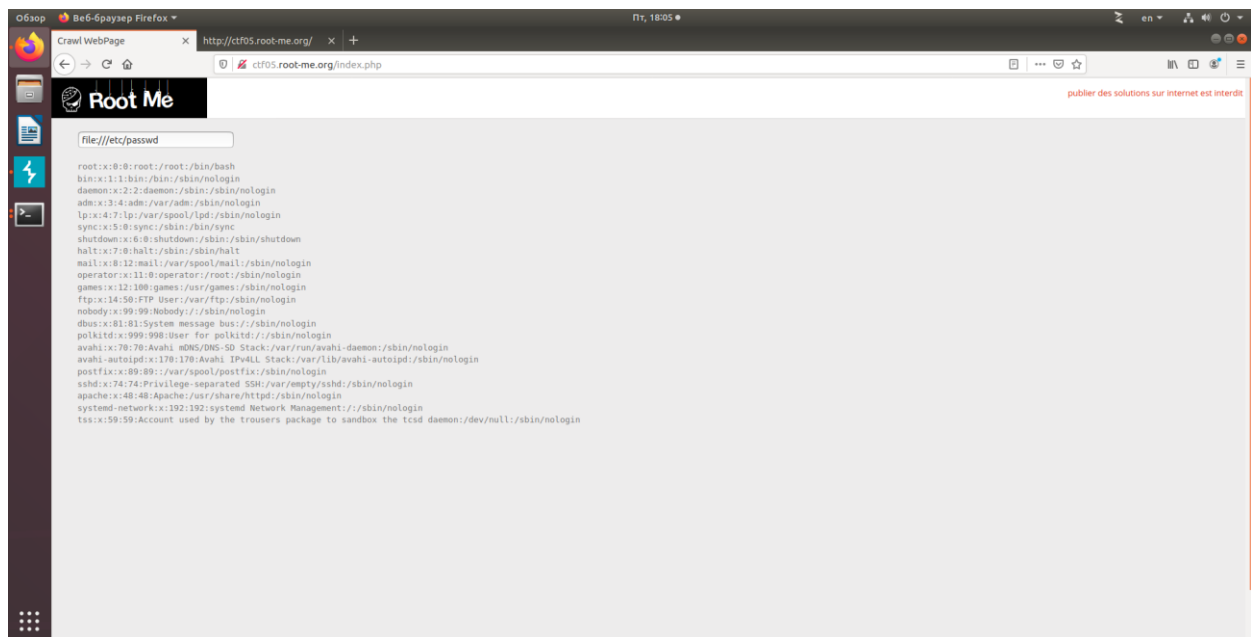 Обзор Веб-браузер Firefox Пт, 18:05 en
Crawl WebPage http://ctf05.root-me.org/
ctf05.root-me.org/index.php
Root Me publier des solutions sur internet est interdit
file:///etc/passwd
root:x:0:0:root:/root:/bin/bash
bin:x:1:1:bin:/bin:/sbin/nologin
daemon:x:2:2:daemon:/sbin:/sbin/nologin
adm:x:3:4:adm:/var/adm:/sbin/nologin
lp:x:4:7:lp:/var/spool/lpd:/sbin/nologin
sync:x:5:0:sync:/sbin:/bin/sync
shutdown:x:6:0:shutdown:/sbin:/sbin/shutdown
halt:x:7:0:halt:/sbin:/sbin/halt
mail:x:8:12:mail:/var/spool/mail:/sbin/nologin
operator:x:11:0:operator:/root:/sbin/nologin
games:x:12:100:games:/usr/games:/sbin/nologin
ftp:x:14:50:FTP User:/var/ftp:/sbin/nologin
nobody:x:99:99:Nobody:/:/sbin/nologin
dbus:x:81:81:System message bus:/:/sbin/nologin
polkitd:x:999:998:User for polkitd:/:/sbin/nologin
avahi:x:70:70:Avahi mDNS/DNS-SD Stack:/var/run/avahi-daemon:/sbin/nologin
avahi-autoipd:x:170:170:Avahi IPv4LL Stack:/var/lib/avahi-autoipd:/sbin/nologin
postfix:x:89:89::/var/spool/postfix:/sbin/nologin
sshd:x:74:74:Privilege-separated SSH:/var/empty/sshd:/sbin/nologin
apache:x:48:48:Apache:/usr/share/httpd:/sbin/nologin
systemd-network:x:192:192:systemd Network Management:/:/sbin/nologin
tss:x:59:59:Account used by the trousers package to sandbox the tcsd daemon:/dev/null:/sbin/nologin